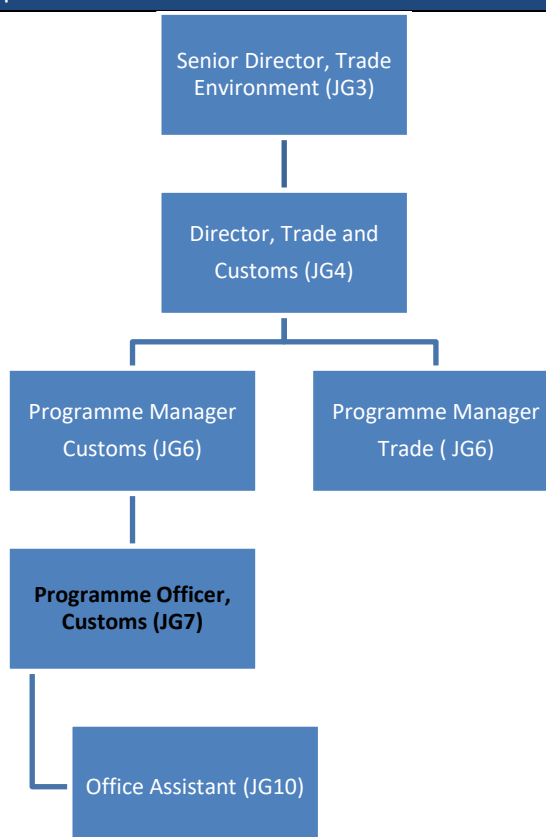 Senior Director, Trade
Environment (JG3)
Director, Trade and
Customs (JG4)
Programme Manager
Customs (JG6)
Programme Manager
Trade ( JG6)
Programme Officer,
Customs (JG7)
Office Assistant (JG10)